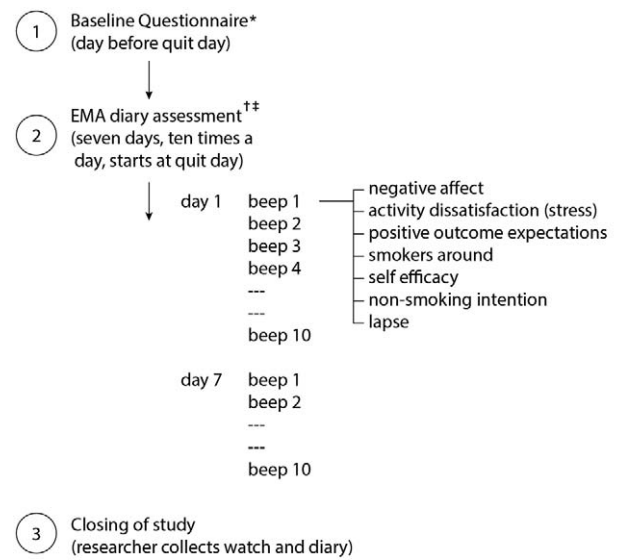 1
Baseline Questionnaire*
(day before quit day)
2
EMA diary assessment†‡
(seven days, ten times a
day, starts at quit day)
day 1 beep 1
beep 2
beep 3
beep 4
---
---
beep 10
negative affect
activity dissatisfaction (stress)
positive outcome expectations
smokers around
self efficacy
non-smoking intention
lapse
day 7 beep 1
beep 2
---
---
beep 10
3
Closing of study
(researcher collects watch and diary)